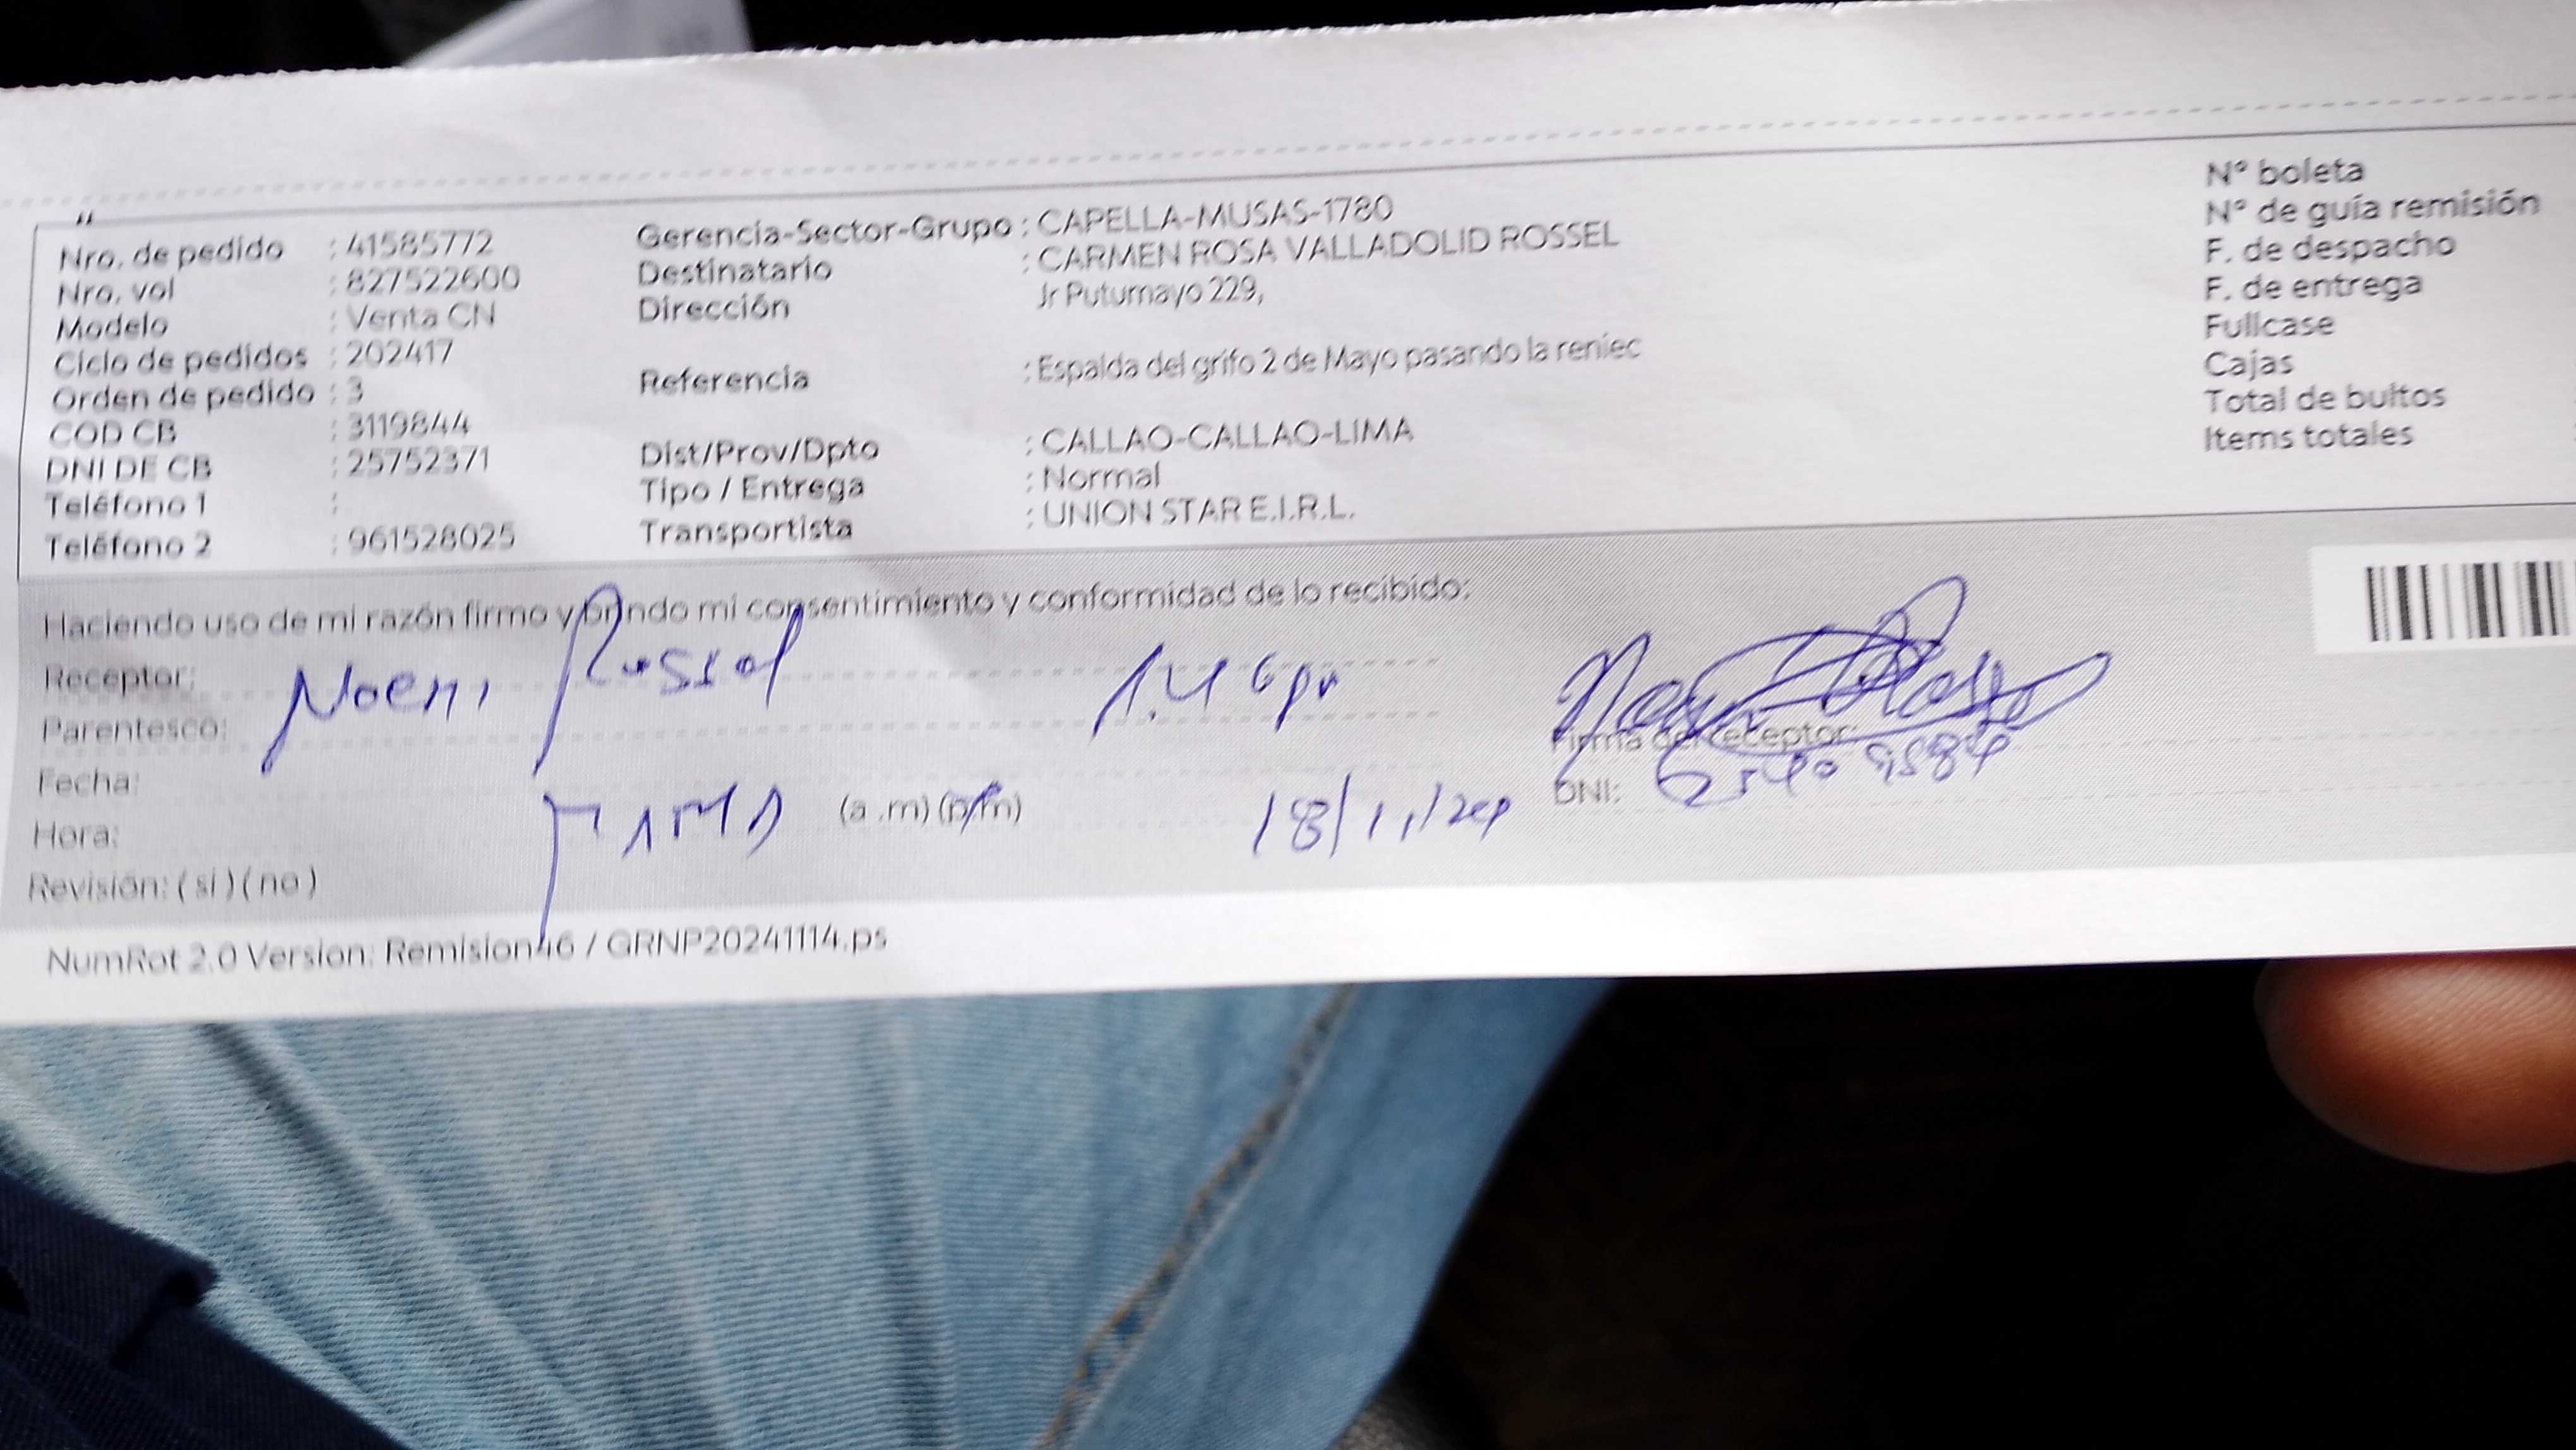 Nro. de pedido : 41585772
Nro. vol : 827522600
Modelo : Venta CN
Ciclo de pedidos : 202417
Orden de pedido : 3
COD CB : 3119844
DNI DE CB : 25752371
Teléfono 1 :
Teléfono 2 : 961528025
Gerencia-Sector-Grupo : CAPELLA-MUSAS-1780
Destinatario : CARMEN ROSA VALLADOLID ROSSEL
Dirección Jr Putumayo 229,
Referencia : Espalda del grifo 2 de Mayo pasando la reniec
Dist/Prov/Dpto : CALLAO-CALLAO-LIMA
Tipo / Entrega : Normal
Transportista : UNION STAR E.I.R.L.
N° boleta
N° de guía remisión
F. de despacho
F. de entrega
Fullcase
Cajas
Total de bultos
Items totales
Haciendo uso de mi razón firmo y brindo mi consentimiento y conformidad de lo recibido:
Receptor: Noemi Rossel
Parentesco:
Fecha:
Hora: (a .m) (p.m) 18/11/24
Revisión: ( si ) ( no )
Firma del receptor:
DNI:
NumRot 2.0 Version: Remision46 / GRNP20241114.ps